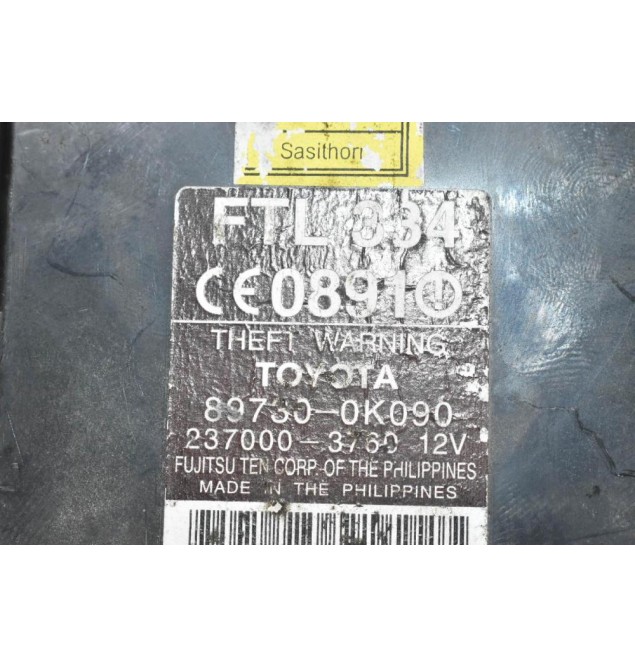 Sasithorn
FTL 334
CE0891
THEFT WARNING
TOYOTA
89730-0K090
237000-3760 12V
FUJITSU TEN CORP. OF THE PHILIPPINES
MADE IN THE PHILIPPINES